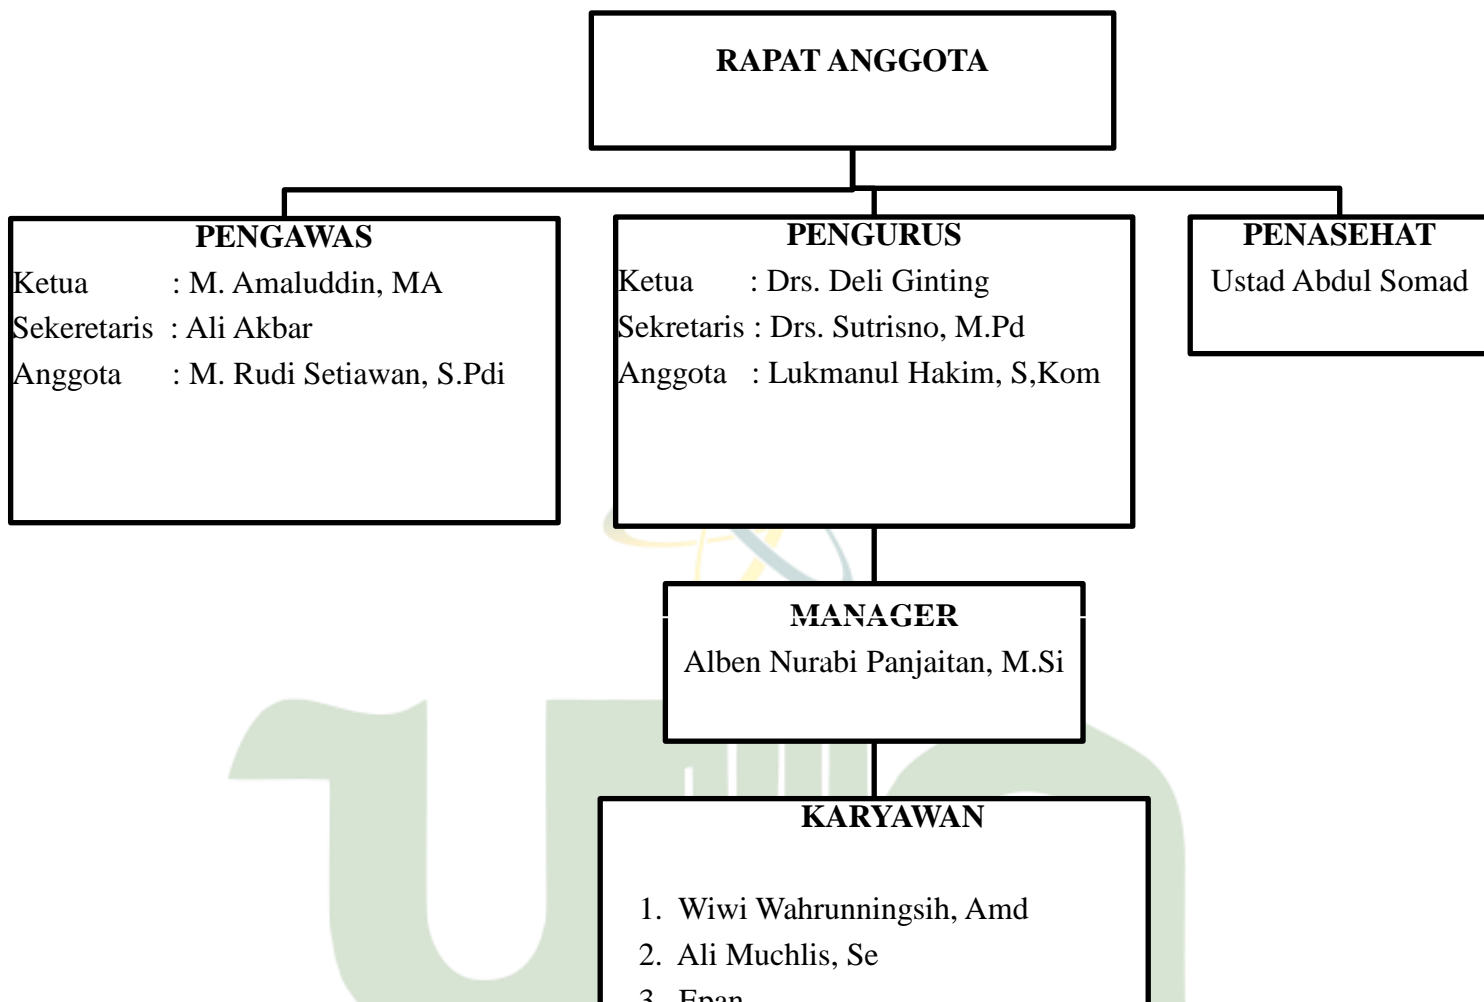 RAPAT ANGGOTA
PENGAWAS
Ketua : M. Amaluddin, MA
Sekeretaris : Ali Akbar
Anggota : M. Rudi Setiawan, S.Pdi
PENGURUS
Ketua : Drs. Deli Ginting
Sekretaris : Drs. Sutrisno, M.Pd
Anggota : Lukmanul Hakim, S,Kom
PENASEHAT
Ustad Abdul Somad
MANAGER
Alben Nurabi Panjaitan, M.Si
KARYAWAN
1. Wiwi Wahrunningsih, Amd
2. Ali Muchlis, Se
3. Epan